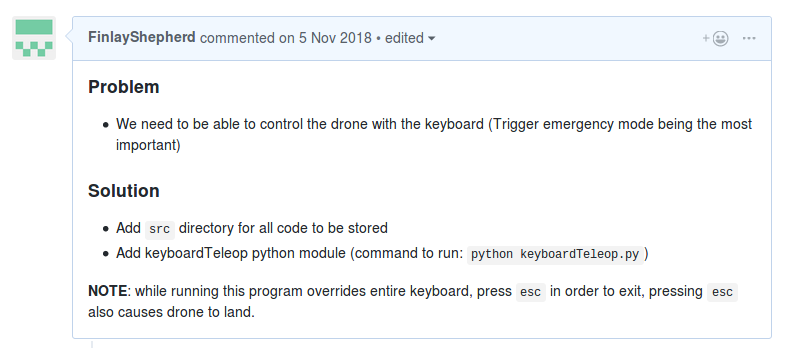 FinlayShepherd commented on 5 Nov 2018 • edited
Problem
We need to be able to control the drone with the keyboard (Trigger emergency mode being the most
important)
Solution
Add src directory for all code to be stored
Add keyboardTeleop python module (command to run: python keyboardTeleop.py)
NOTE: while running this program overrides entire keyboard, press esc in order to exit, pressing esc
also causes drone to land.